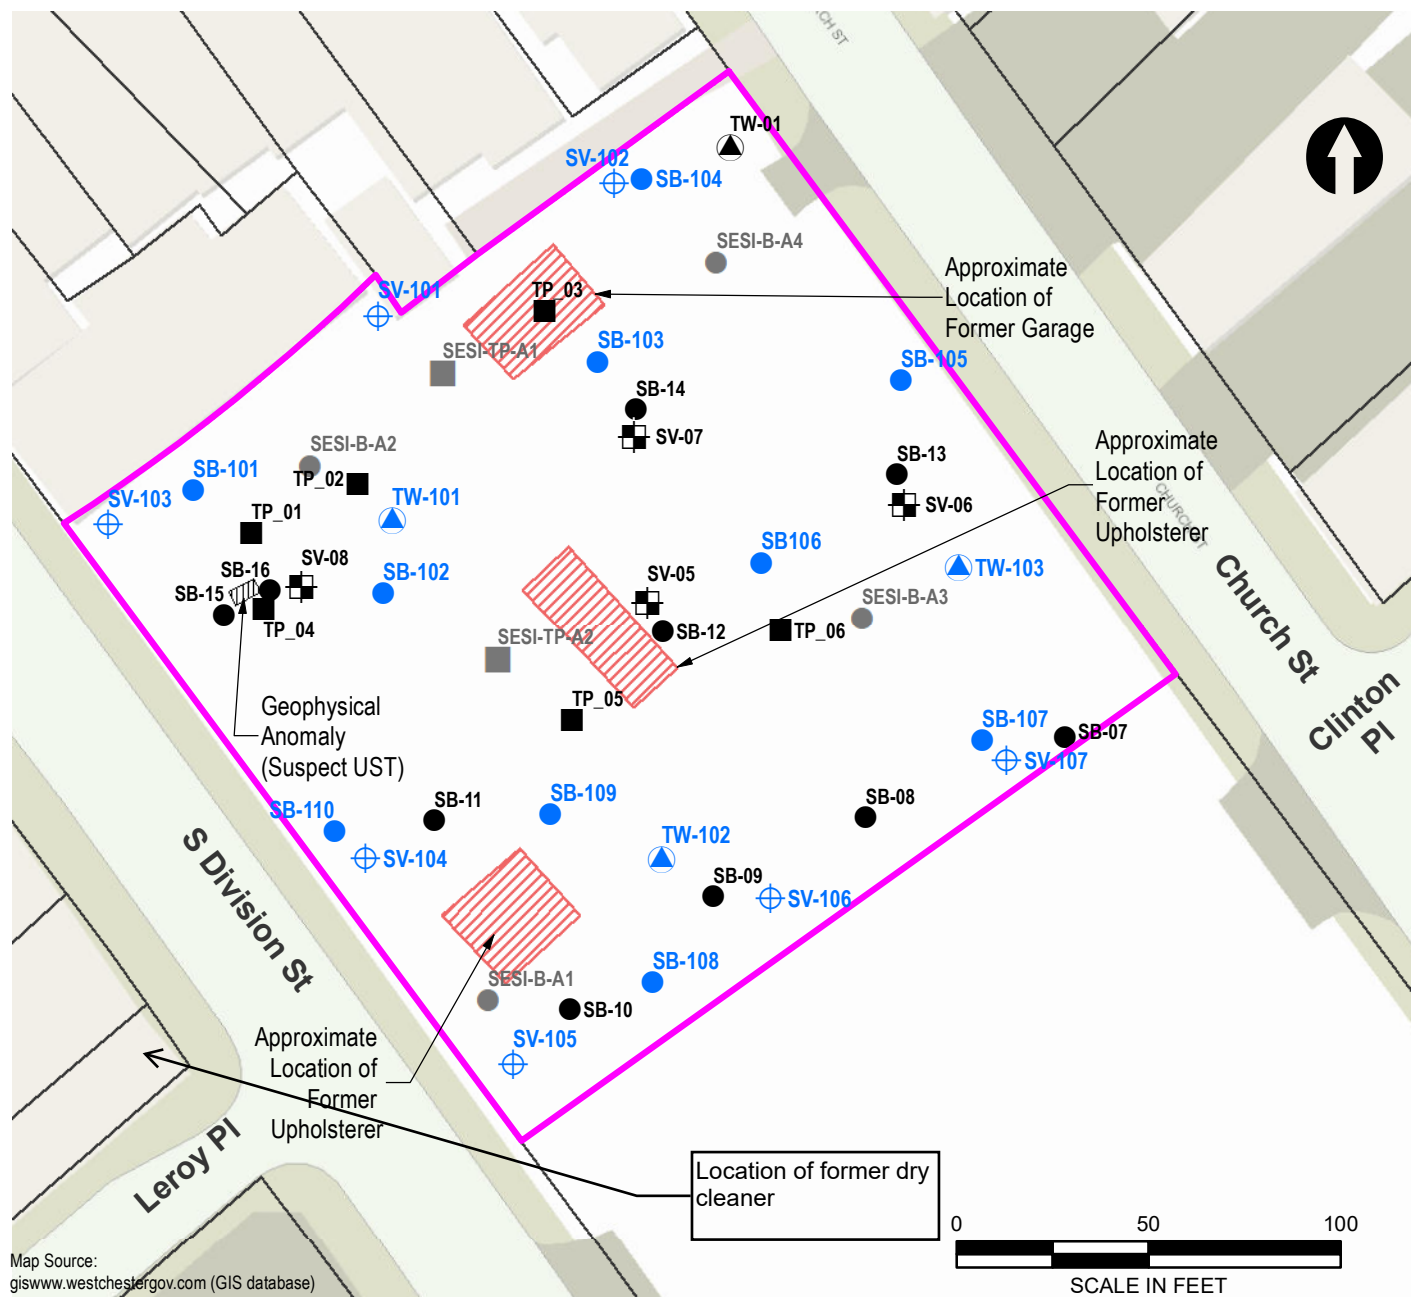 CH ST
TW-01
SV-102
SB-104
SESI-B-A4
Approximate
Location of
Former Garage
SV-101
TP_03
SB-103
SESI-TP-A1
SB-105
SB-14
SV-07
Approximate
Location of
Former
Upholsterer
SESI-B-A2
SB-101
TP_02
SB-13
SV-103
TW-101
SV-06
CHURCH ST
TP_01
SB106
SV-08
SB-16
SB-102
SV-05
TW-103
SB-15
SESI-B-A3
TP_04
SB-12
TP_06
SESI-TP-A2
Church St
Clinton
Pl
TP_05
Geophysical
Anomaly
(Suspect UST)
SB-107
SB-07
SV-107
SB-110
SB-11
SB-109
SB-08
SV-104
TW-102
SB-09
SV-106
S Division St
SB-108
SESI-B-A1
SB-10
SV-105
Approximate
Location of
Former
Upholsterer
Leroy Pl
Location of former dry
cleaner
0 50 100
SCALE IN FEET
Map Source:
giswww.westchestergov.com (GIS database)